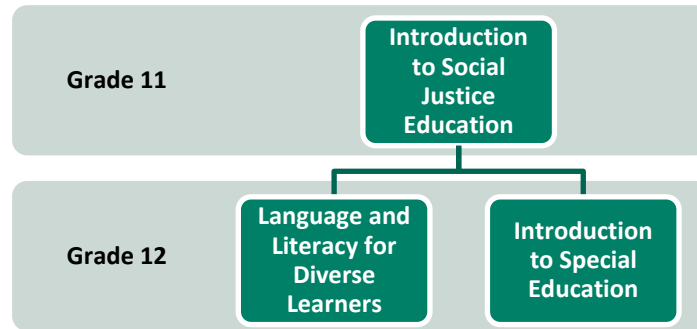 Grade 11
Introduction
to Social
Justice
Education
Grade 12
Language and
Literacy for
Diverse
Learners
Introduction
to Special
Education